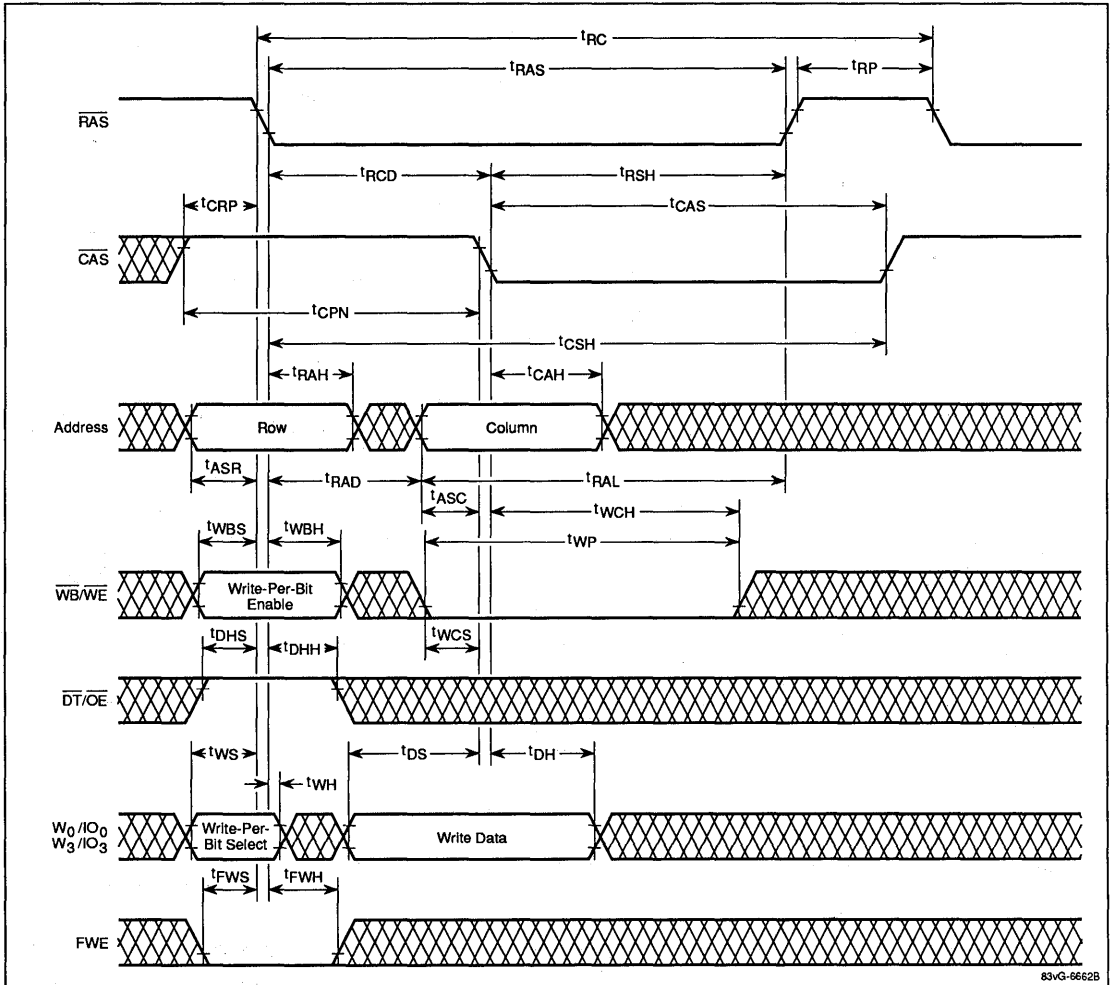 tRC
tRAS
tRP
RAS
tRCD
tRSH
tCRP
tCAS
CAS
tCPN
tCSH
tRAH
tCAH
Address
Row
Column
tASR
tRAD
tRAL
tASC
tWCH
tWBS
tWBH
tWP
WB/WE
Write-Per-Bit
Enable
tDHS
tDHH
tWCS
DT/OE
tWS
tWH
tDS
tDH
W0/IO0
W3/IO3
Write-Per-
Bit Select
Write Data
tFWS
tFWH
FWE
83vG-6662B